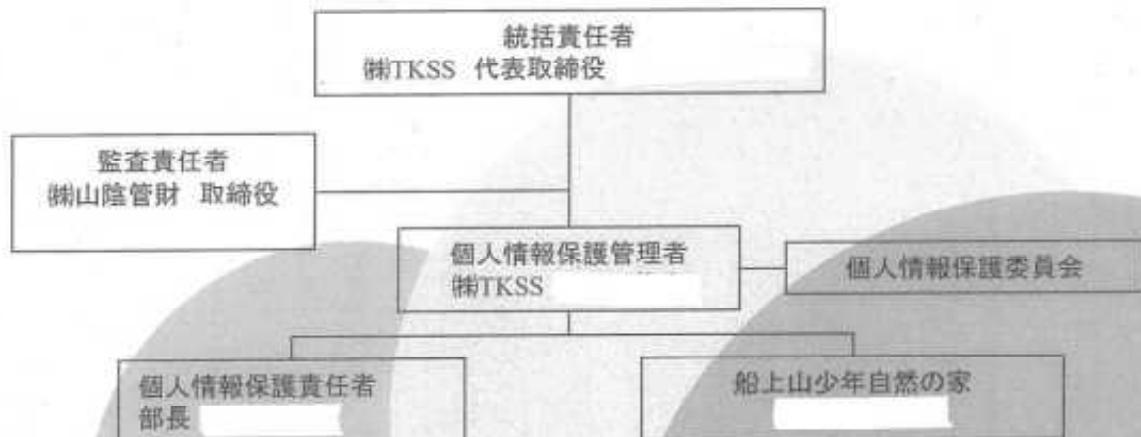 統括責任者
㈱TKSS 代表取締役
監査責任者
㈱山陰管財 取締役
個人情報保護管理者
㈱TKSS
個人情報保護委員会
個人情報保護責任者
部長
船上山少年自然の家